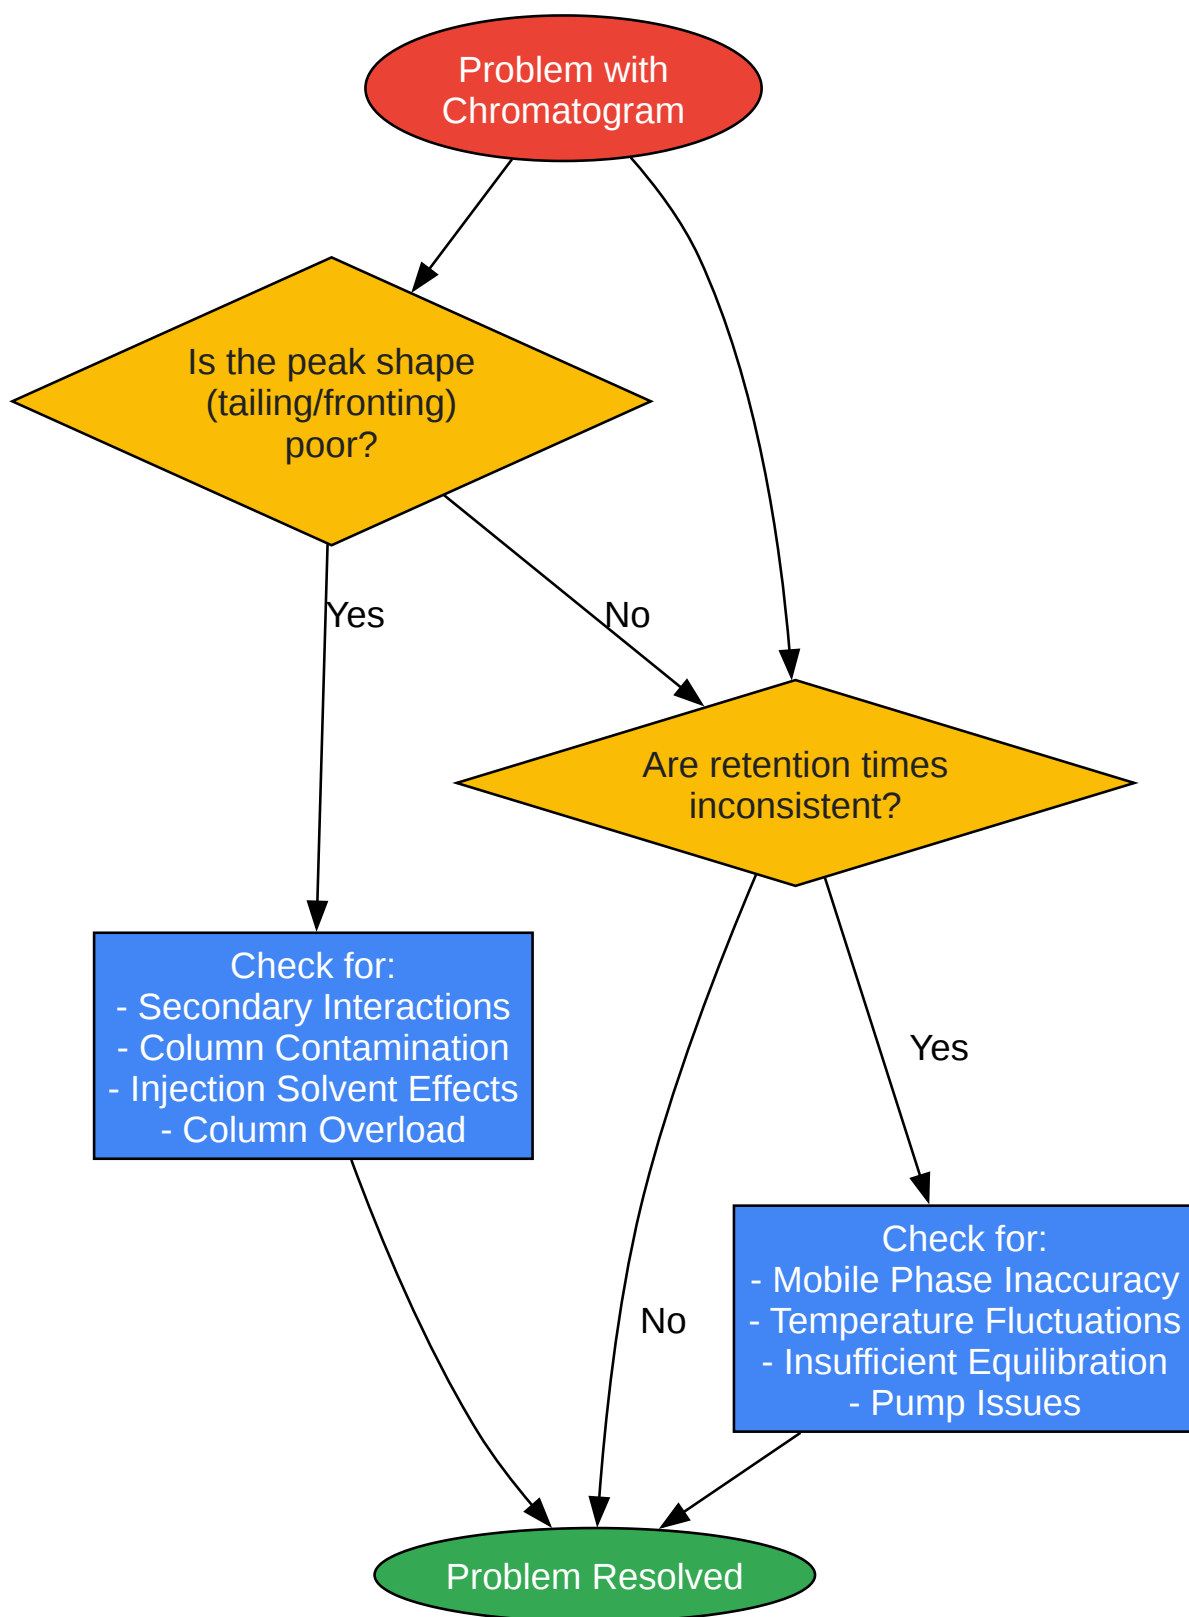 Problem with
Chromatogram
Is the peak shape
(tailing/fronting)
poor?
Yes
No
Are retention times
inconsistent?
Check for:
- Secondary Interactions
- Column Contamination
- Injection Solvent Effects
- Column Overload
Yes
Check for:
- Mobile Phase Inaccuracy
- Temperature Fluctuations
- Insufficient Equilibration
- Pump Issues
No
Problem Resolved